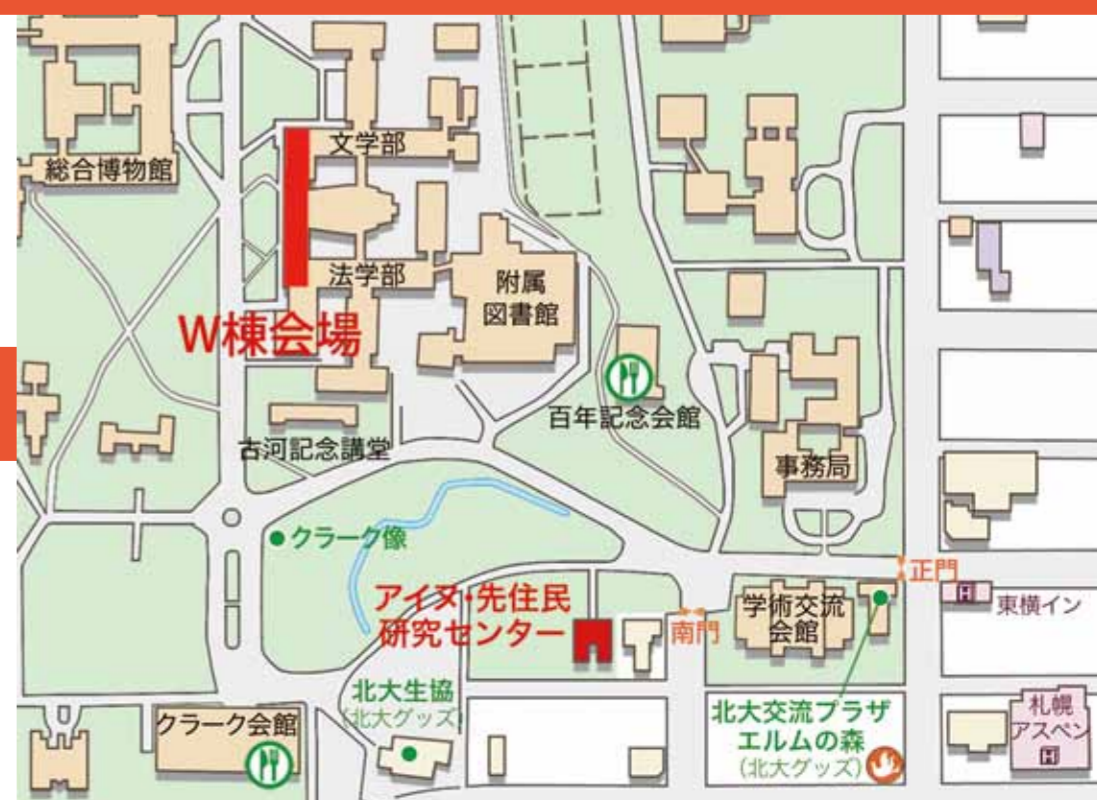 文学部
総合博物館
法学部
附属
図書館
W棟会場
百年記念会館
古河記念講堂
事務局
クラーク像
正門
アイヌ・先住民
研究センター
南門
学術交流
会館
東横イン
H
北大生協
(北大グッズ)
北大交流プラザ
エルムの森
(北大グッズ)
札幌
アスペン
H
クラーク会館